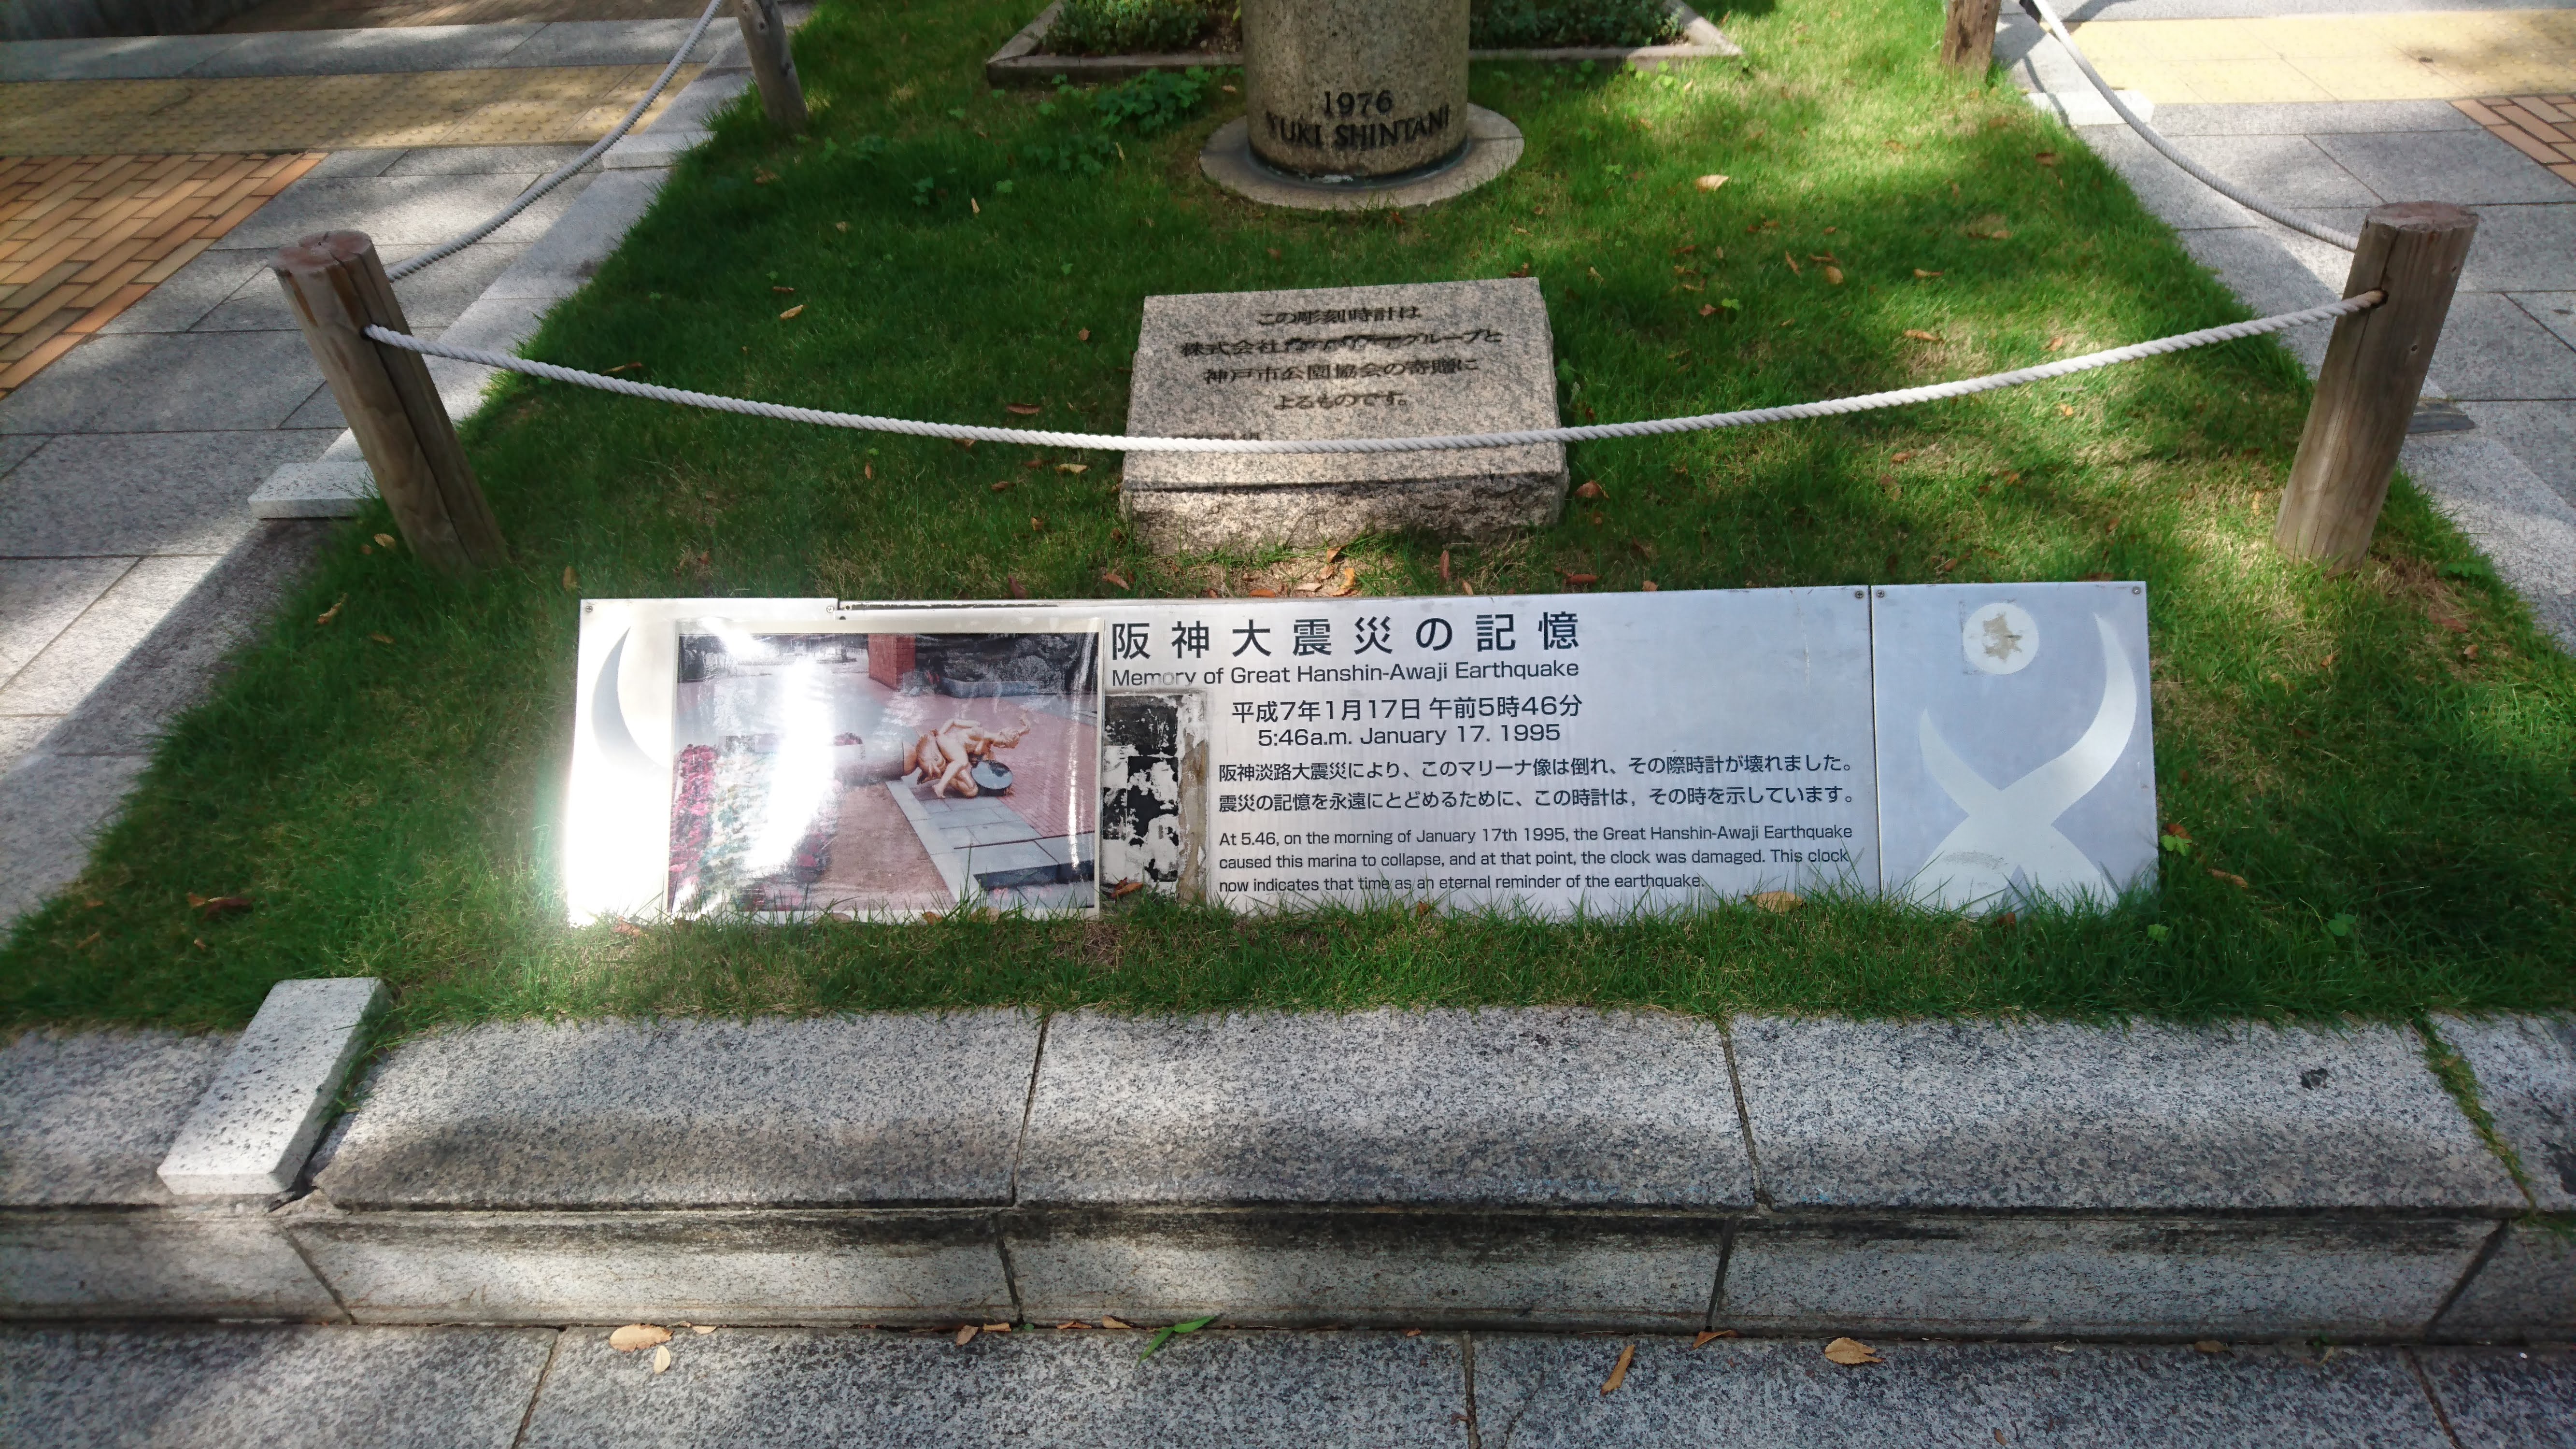 1976
YUKI SHINTANI
この彫刻時計は
株式会社 グループと
神戸市公園協会の寄贈に
よるものです。
阪神大震災の記憶
Memory of Great Hanshin-Awaji Earthquake
平成7年1月17日 午前5時46分
5:46a.m. January 17. 1995
阪神淡路大震災により、このマリーナ像は倒れ、その際時計が壊れました。
震災の記憶を永遠にとどめるために、この時計は，その時を示しています。
At 5.46, on the morning of January 17th 1995, the Great Hanshin-Awaji Earthquake
caused this marina to collapse, and at that point, the clock was damaged. This clock
now indicates that time as an eternal reminder of the earthquake.